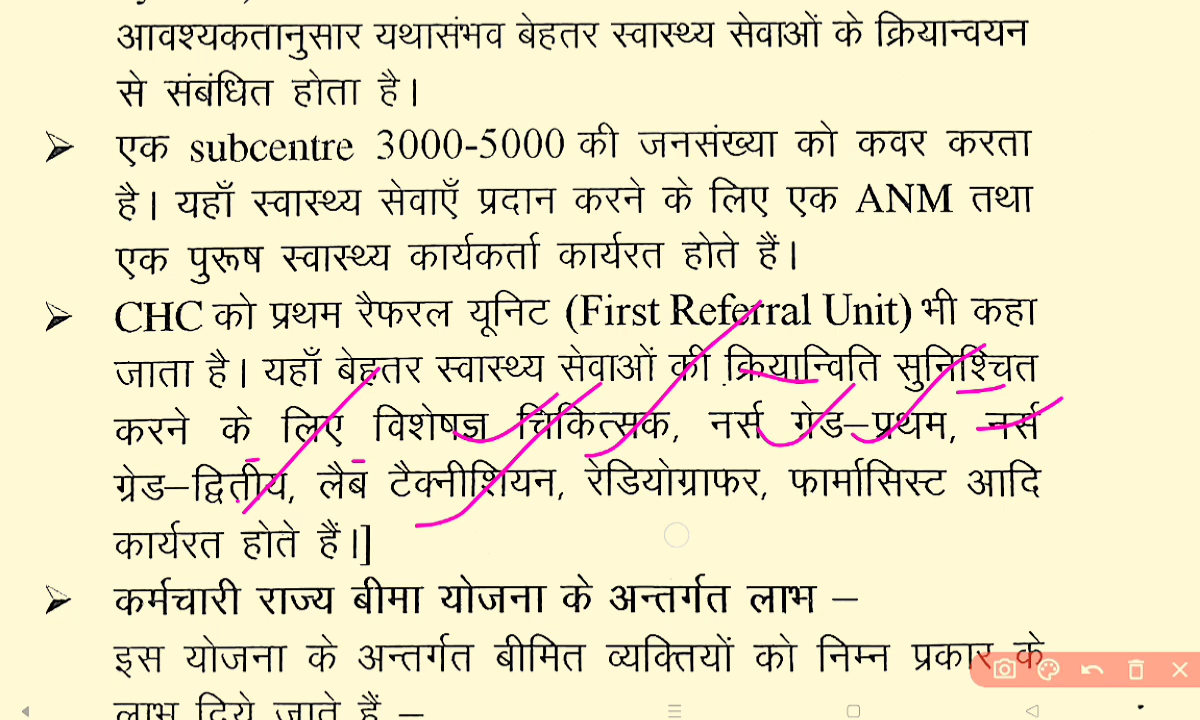 आवश्यकतानुसार यथासंभव बेहतर स्वास्थ्य सेवाओं के क्रियान्वयन
से संबंधित होता है।
➢ एक subcentre 3000-5000 की जनसंख्या को कवर करता
है। यहाँ स्वास्थ्य सेवाएँ प्रदान करने के लिए एक ANM तथा
एक पुरूष स्वास्थ्य कार्यकर्ता कार्यरत होते हैं।
➢ CHC को प्रथम रैफरल यूनिट (First Referral Unit) भी कहा
जाता है। यहाँ बेहतर स्वास्थ्य सेवाओं की क्रियान्विति सुनिश्चित
करने के लिए विशेषज्ञ चिकित्सक, नर्स ग्रेड–प्रथम, नर्स
ग्रेड–द्वितीय, लैब टैक्नीशियन, रेडियोग्राफर, फार्मासिस्ट आदि
कार्यरत होते हैं।]
➢ कर्मचारी राज्य बीमा योजना के अन्तर्गत लाभ –
इस योजना के अन्तर्गत बीमित व्यक्तियों को निम्न प्रकार के
लाभ दिये जाते हैं –